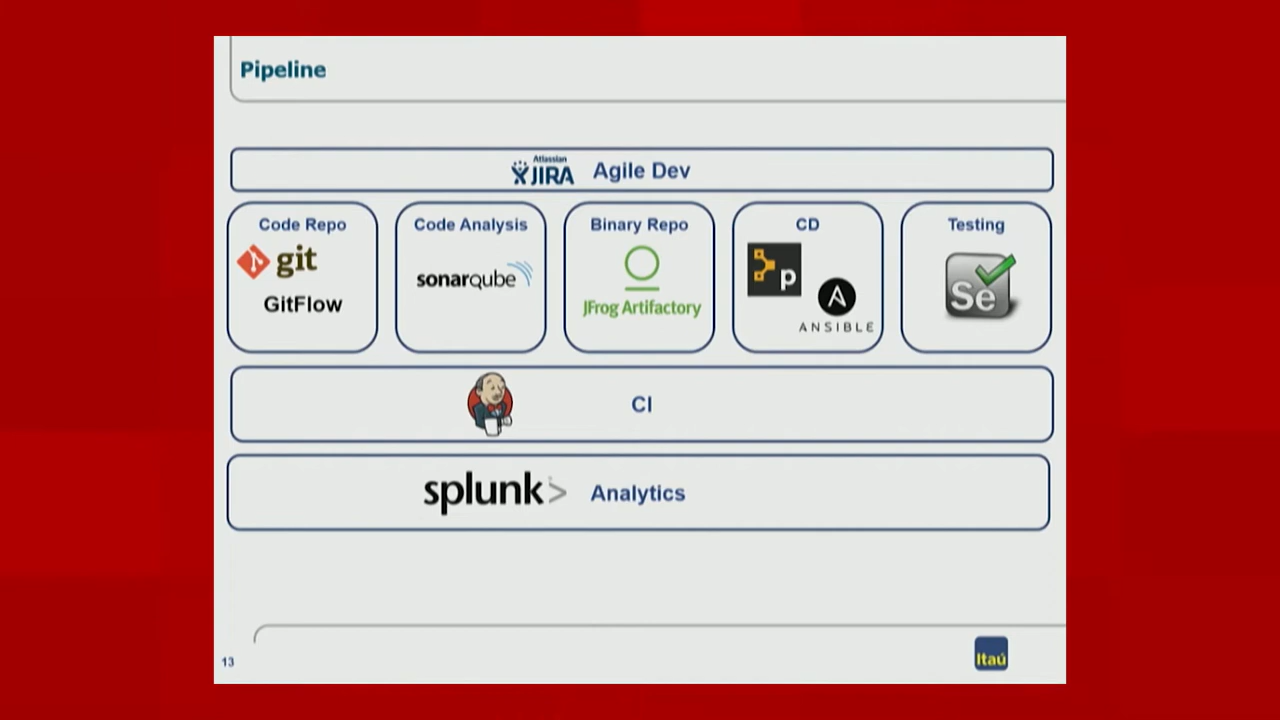 Pipeline
Atlassian
JIRA Agile Dev
Code Repo
git
GitFlow
Code Analysis
sonarqube
Binary Repo
JFrog Artifactory
CD
p
ANSIBLE
Testing
Se
CI
splunk> Analytics
13
Itaú